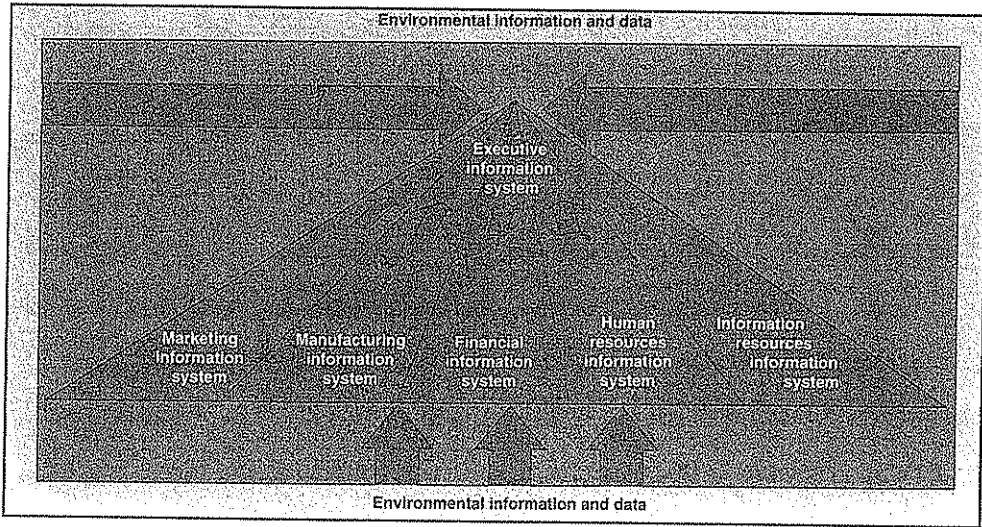 Environmental information and data
Executive
information
system
Marketing
information
system
Manufacturing
information
system
Financial
information
system
Human
resources
information
system
Information
resources
information
system
Environmental information and data